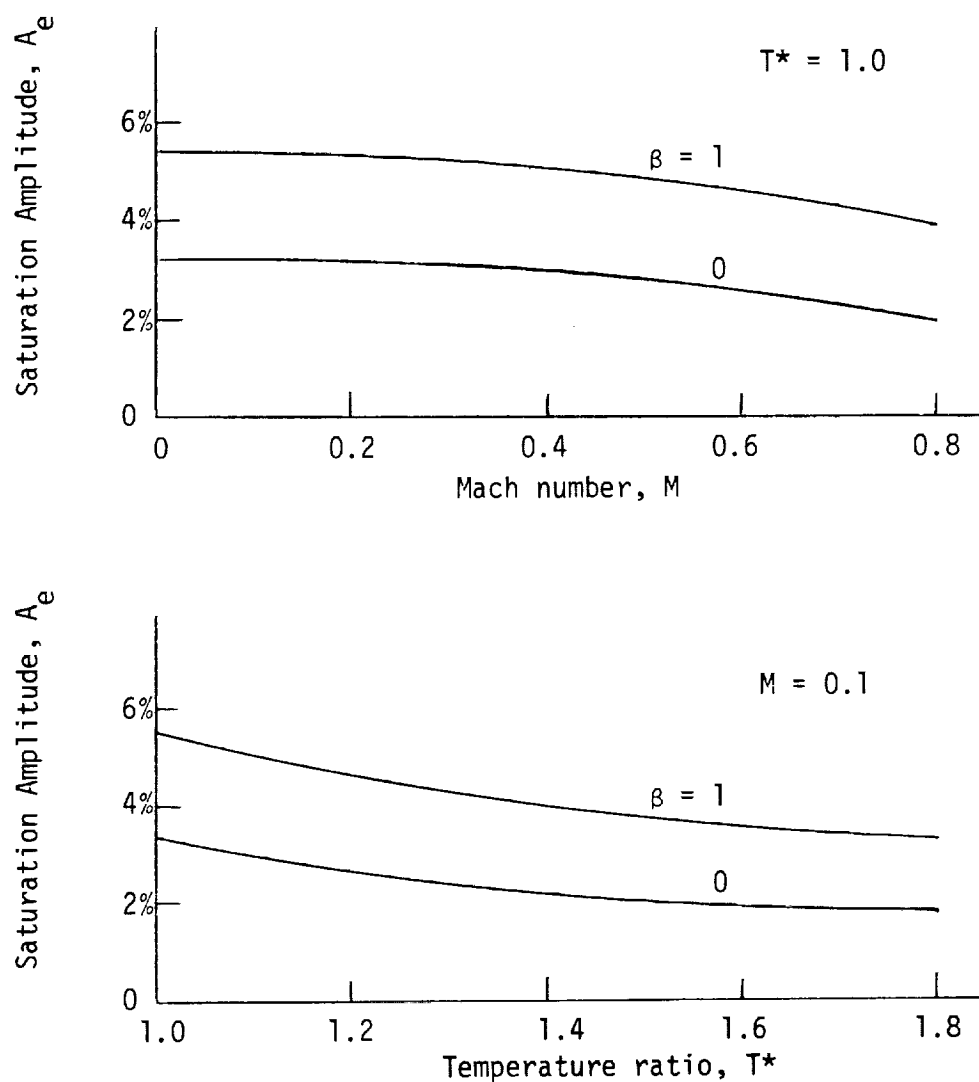 Saturation Amplitude, Ae
T* = 1.0
6%
β = 1
4%
0
2%
0
0 0.2 0.4 0.6 0.8
Mach number, M
Saturation Amplitude, Ae
M = 0.1
6%
β = 1
4%
0
2%
0
1.0 1.2 1.4 1.6 1.8
Temperature ratio, T*